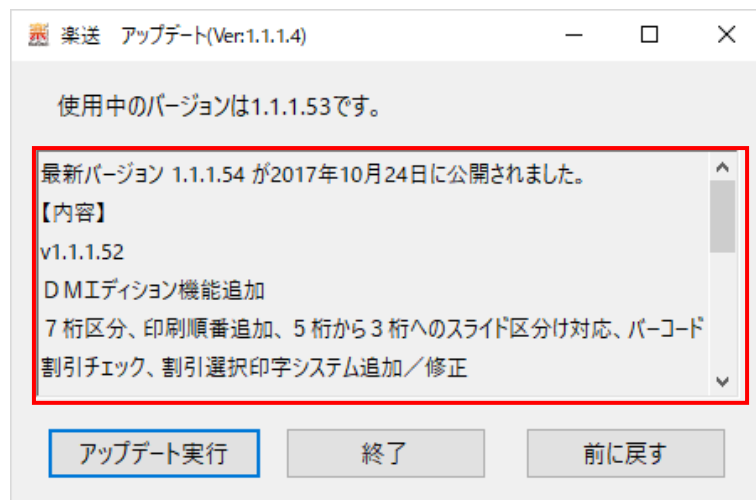 楽送 アップデート(Ver:1.1.1.4)
使用中のバージョンは1.1.1.53です。
最新バージョン 1.1.1.54 が2017年10月24日に公開されました。
【内容】
v1.1.1.52
ＤＭエディション機能追加
７桁区分、印刷順番追加、５桁から３桁へのスライド区分け対応、バーコード
割引チェック、割引選択印字システム追加／修正
アップデート実行 終了 前に戻す